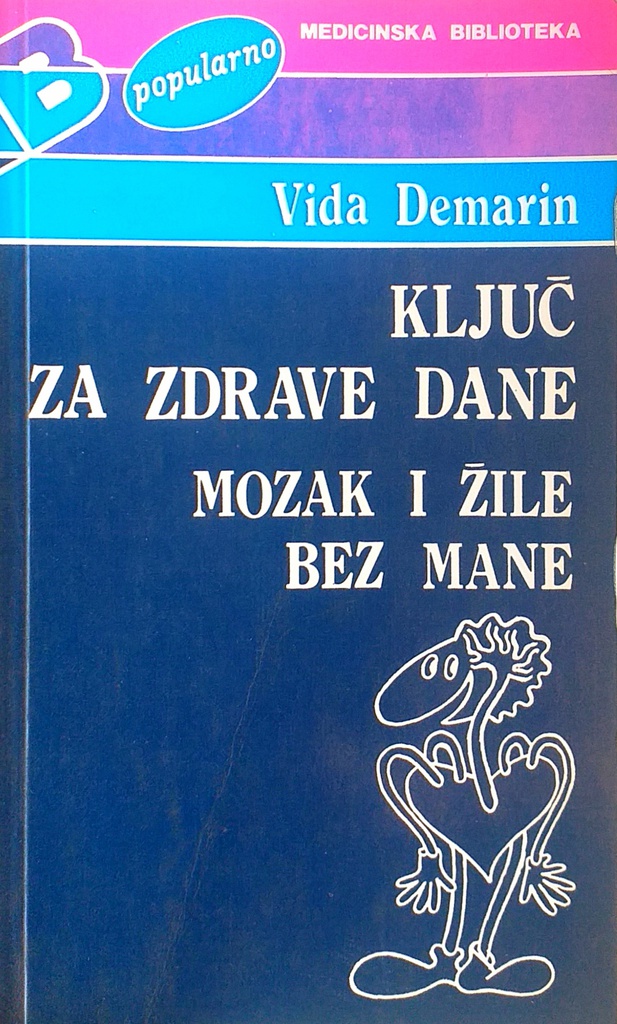 MEDICINSKA BIBLIOTEKA
popularno
Vida Demarin
KLJUČ
ZA ZDRAVE DANE
MOZAK I ŽILE
BEZ MANE